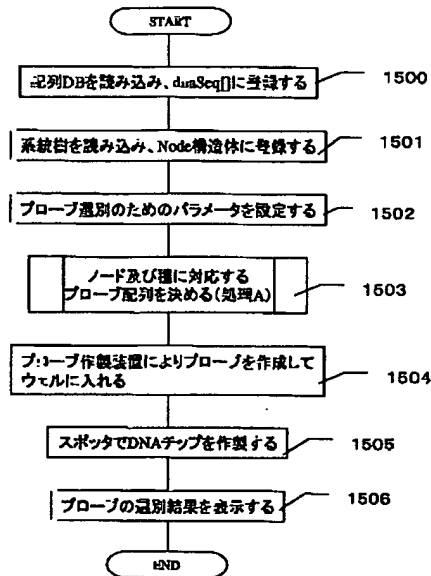 START
配列DBを読み込み、dnaSeq[]に登録する
1500
系統樹を読み込み、Node構造体に登録する
1501
プローブ選別のためのパラメータを設定する
1502
ノード及び種に対応する
プローブ配列を決める(処理A)
1503
プローブ作製装置によりプローブを作成して
ウェルに入れる
1504
スポッタでDNAチップを作製する
1505
プローブの選別結果を表示する
1506
END